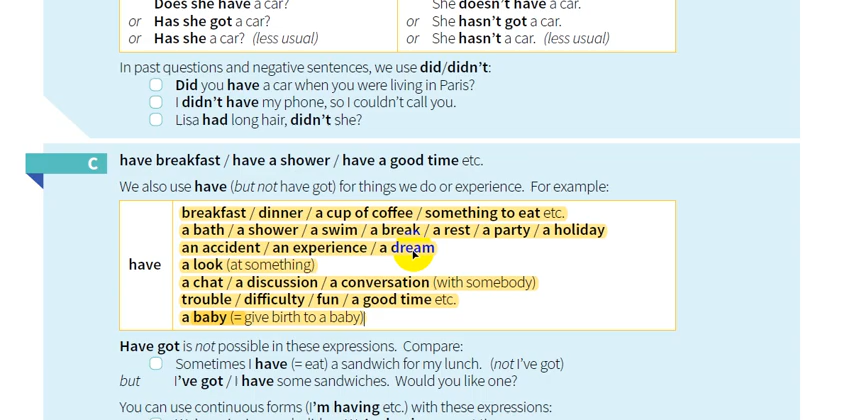 Does she have a car?
She doesn't have a car.
or Has she got a car?
or She hasn't got a car.
or Has she a car? (less usual)
or She hasn't a car. (less usual)
In past questions and negative sentences, we use did/didn't:
Did you have a car when you were living in Paris?
I didn't have my phone, so I couldn't call you.
Lisa had long hair, didn't she?
C
have breakfast / have a shower / have a good time etc.
We also use have (but not have got) for things we do or experience. For example:
have
breakfast / dinner / a cup of coffee / something to eat etc.
a bath / a shower / a swim / a break / a rest / a party / a holiday
an accident / an experience / a dream
a look (at something)
a chat / a discussion / a conversation (with somebody)
trouble / difficulty / fun / a good time etc.
a baby (= give birth to a baby)
Have got is not possible in these expressions. Compare:
Sometimes I have (= eat) a sandwich for my lunch. (not I've got)
but I've got / I have some sandwiches. Would you like one?
You can use continuous forms (I'm having etc.) with these expressions: